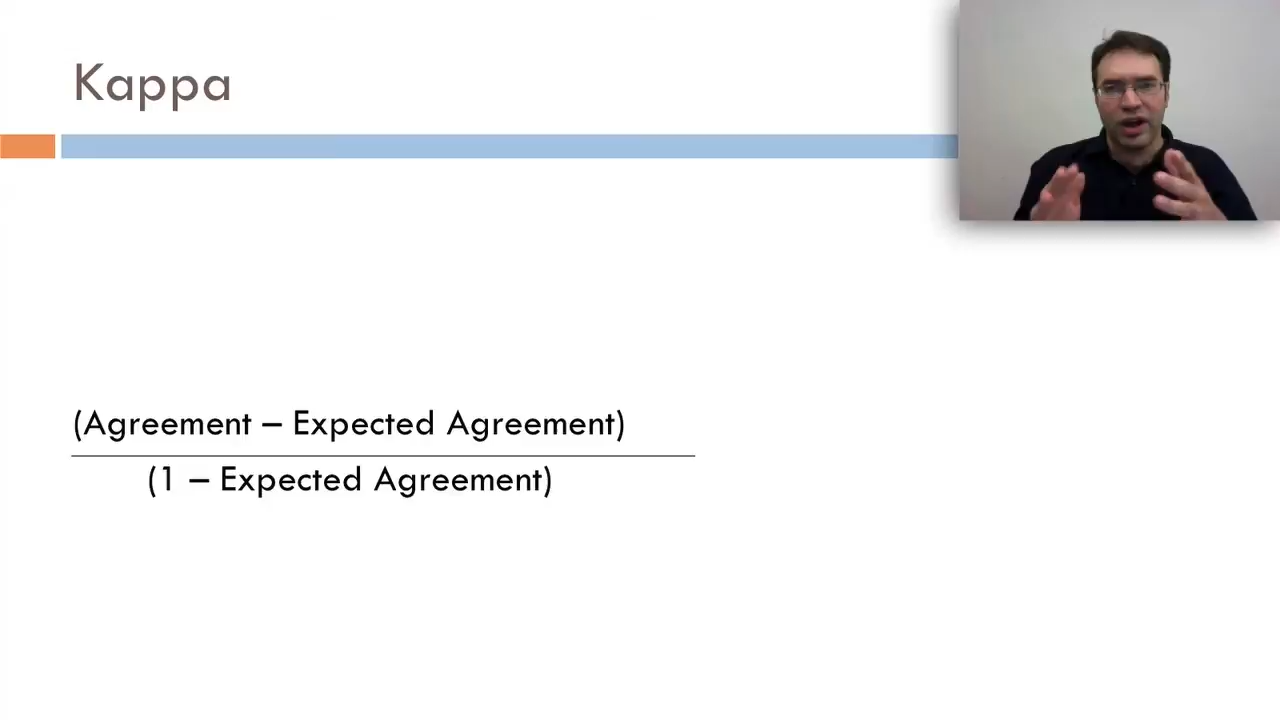 Kappa
(Agreement – Expected Agreement)
(1 – Expected Agreement)